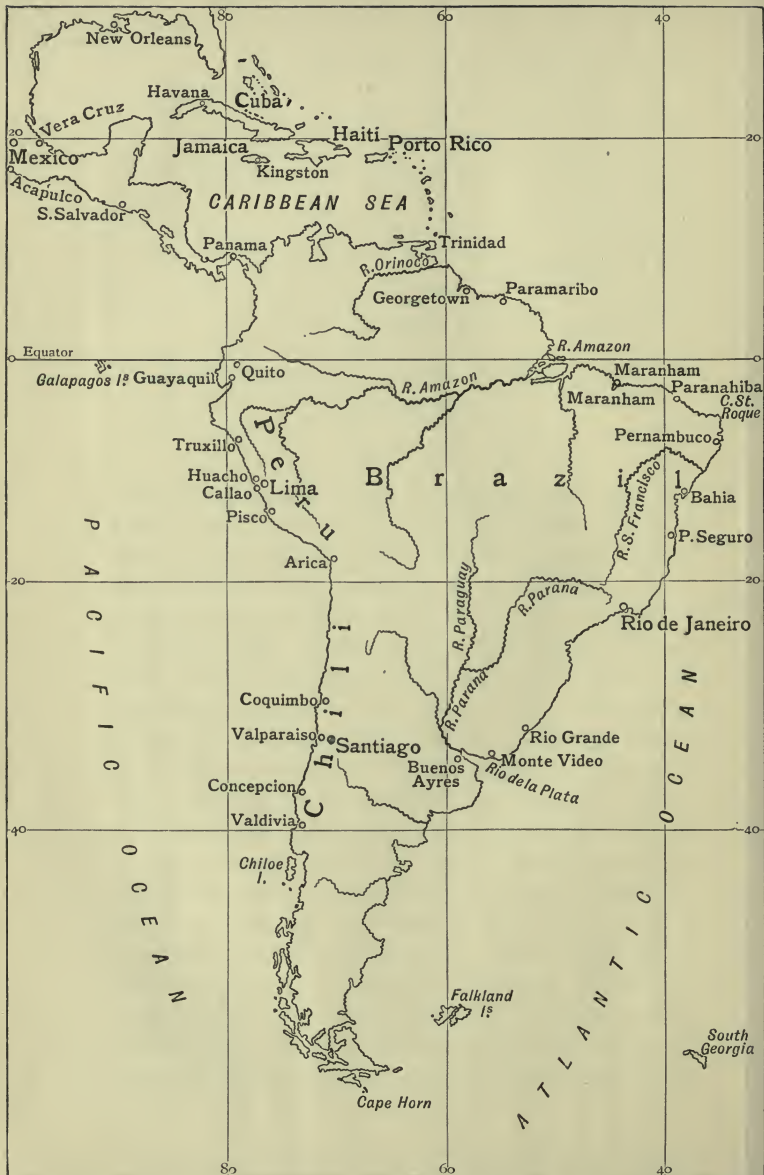 80
60
40
New Orleans
Havana
Cuba
Vera Cruz
20
20
Mexico
Jamaica
Haiti
Porto Rico
Kingston
Acapulco
S. Salvador
CARIBBEAN SEA
Panama
Trinidad
R. Orinoco
Georgetown
Paramaribo
Equator
0
0
R. Amazon
Galapagos Is
Guayaquil
Quito
R. Amazon
Maranham
Maranham
Paranahiba
C. St.
Roque
Pernambuco
Truxillo
Peru
Brazil
Huacho
Callao
Lima
Pisco
R. S. Francisco
Bahia
P. Seguro
Arica
20
20
R. Paraguay
R. Parana
Rio de Janeiro
PACIFIC
OCEAN
Chili
Coquimbo
R. Parana
Valparaiso
Santiago
Rio Grande
Monte Video
Buenos
Ayres
Rio de la Plata
Concepcion
Valdivia
40
40
Chiloe
I.
ATLANTIC
OCEAN
Falkland
Is
South
Georgia
Cape Horn
80
60
40